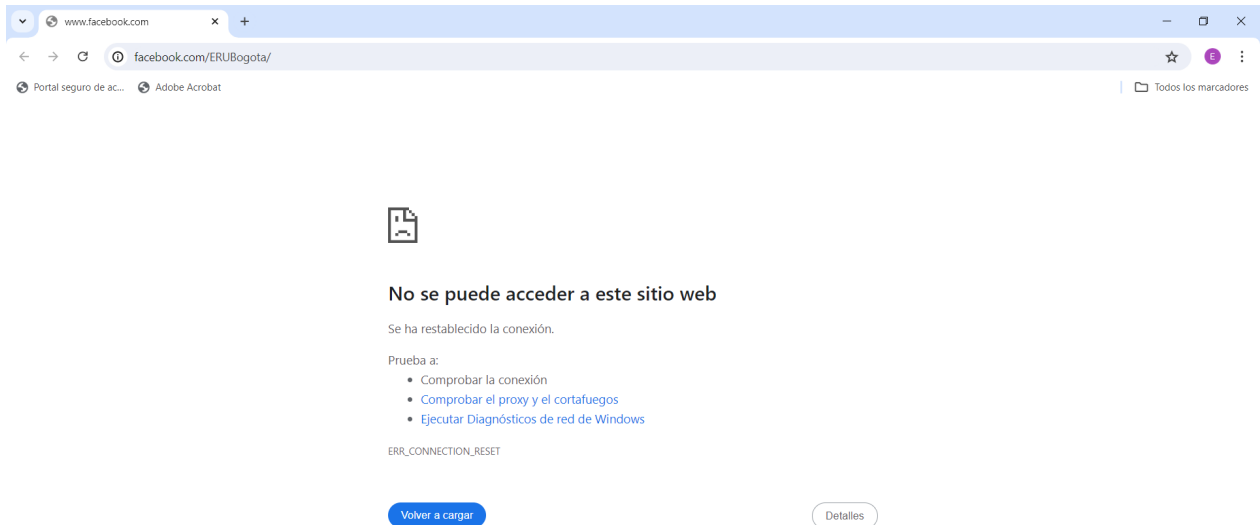 www.facebook.com
facebook.com/ERUBogota/
E
Portal seguro de ac... Adobe Acrobat Todos los marcadores
No se puede acceder a este sitio web
Se ha restablecido la conexión.
Prueba a:
• Comprobar la conexión
• Comprobar el proxy y el cortafuegos
• Ejecutar Diagnósticos de red de Windows
ERR_CONNECTION_RESET
Volver a cargar Detalles